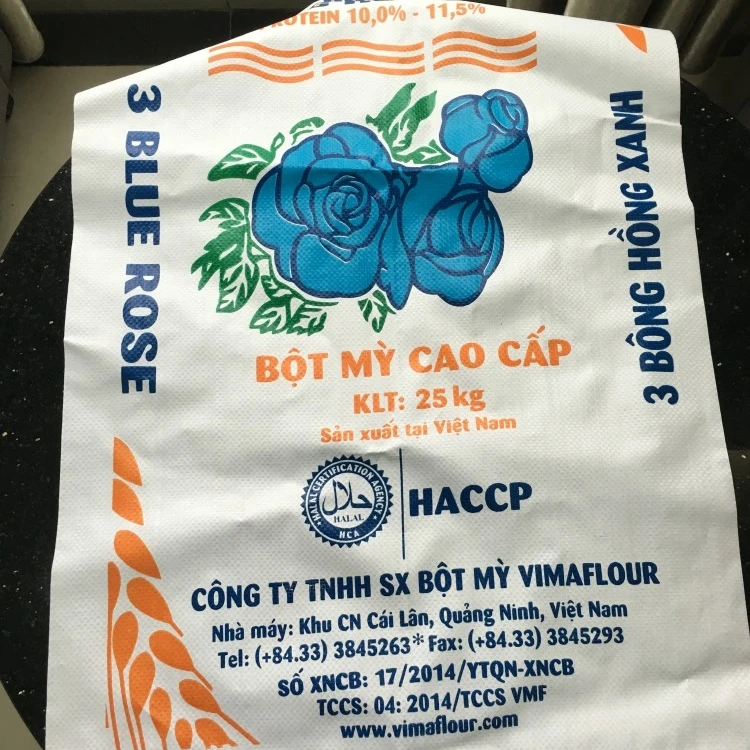 PROTEIN 10,0% - 11,5%
3 BLUE ROSE
3 BÔNG HỒNG XANH
BỘT MỲ CAO CẤP
KLT: 25 kg
Sản xuất tại Việt Nam
HALAL CERTIFICATION AGENCY
حلال
HALAL
HCA
HACCP
CÔNG TY TNHH SX BỘT MỲ VIMAFLOUR
Nhà máy: Khu CN Cái Lân, Quảng Ninh, Việt Nam
Tel: (+84.33) 3845263* Fax: (+84.33) 3845293
SỐ XNCB: 17/2014/YTQN-XNCB
TCCS: 04: 2014/TCCS VMF
www.vimaflour.com